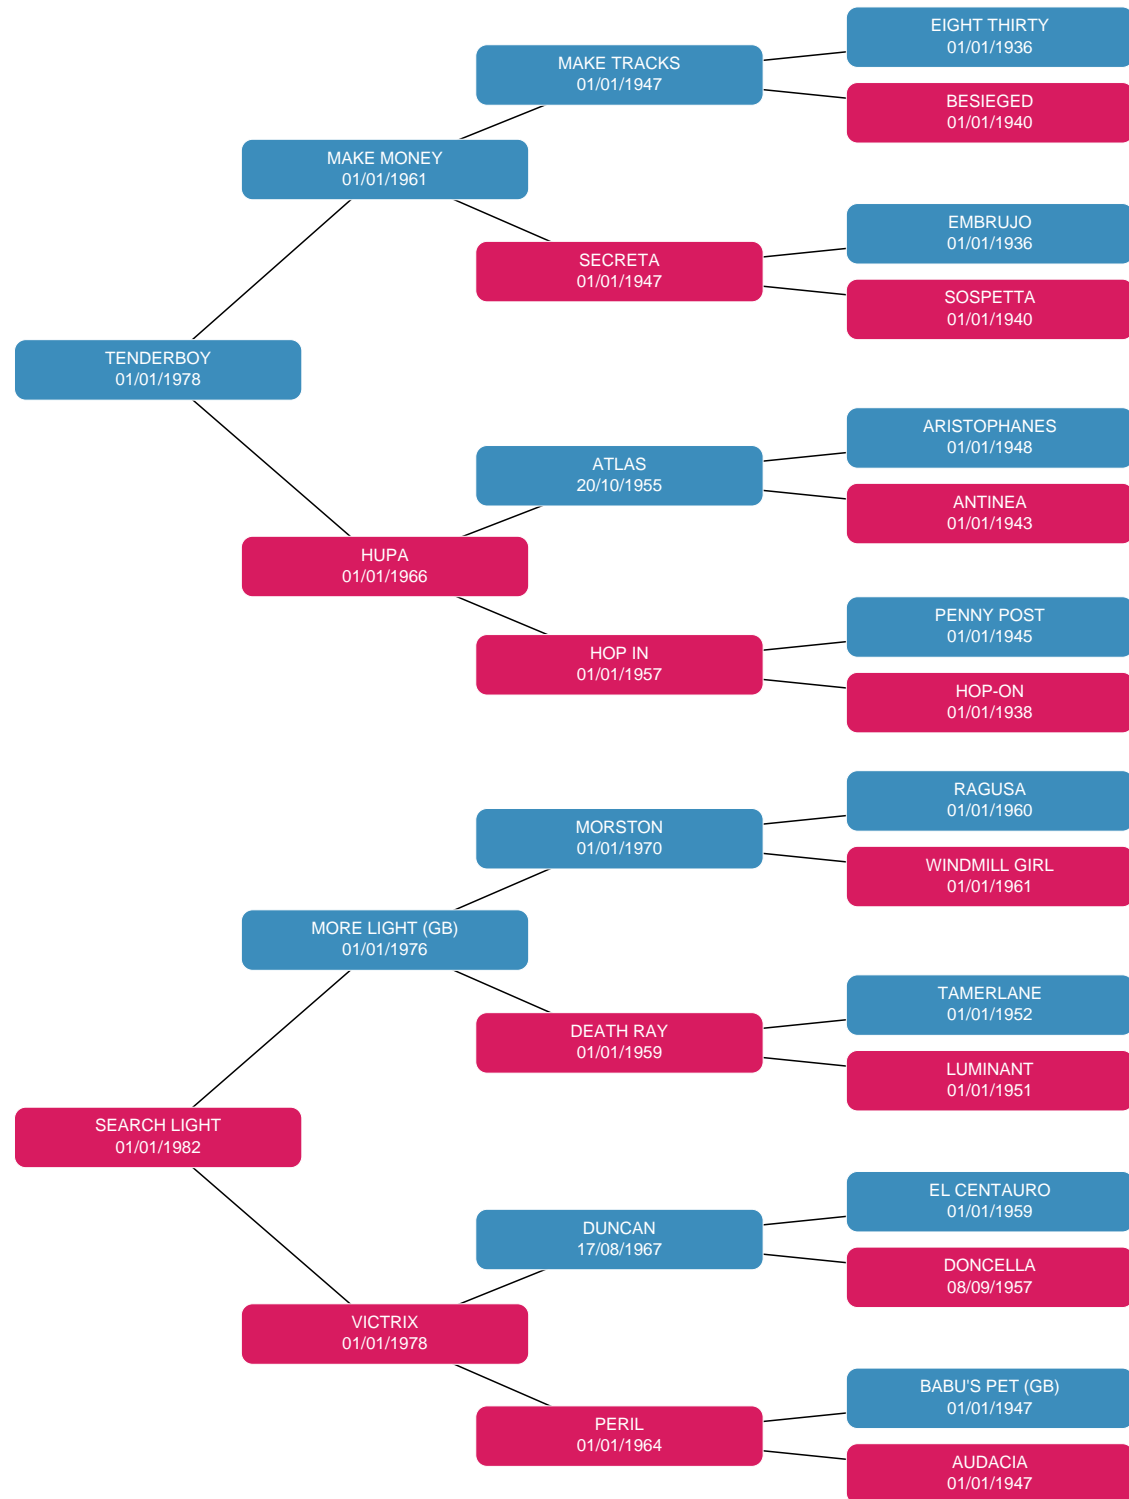 EIGHT THIRTY
01/01/1936
MAKE TRACKS
01/01/1947
BESIEGED
01/01/1940
MAKE MONEY
01/01/1961
EMBRUJO
01/01/1936
SECRETA
01/01/1947
SOSPETTA
01/01/1940
TENDERBOY
01/01/1978
ARISTOPHANES
01/01/1948
ATLAS
20/10/1955
ANTINEA
01/01/1943
HUPA
01/01/1966
PENNY POST
01/01/1945
HOP IN
01/01/1957
HOP-ON
01/01/1938
RAGUSA
01/01/1960
MORSTON
01/01/1970
WINDMILL GIRL
01/01/1961
MORE LIGHT (GB)
01/01/1976
TAMERLANE
01/01/1952
DEATH RAY
01/01/1959
LUMINANT
01/01/1951
SEARCH LIGHT
01/01/1982
EL CENTAURO
01/01/1959
DUNCAN
17/08/1967
DONCELLA
08/09/1957
VICTRIX
01/01/1978
BABU'S PET (GB)
01/01/1947
PERIL
01/01/1964
AUDACIA
01/01/1947